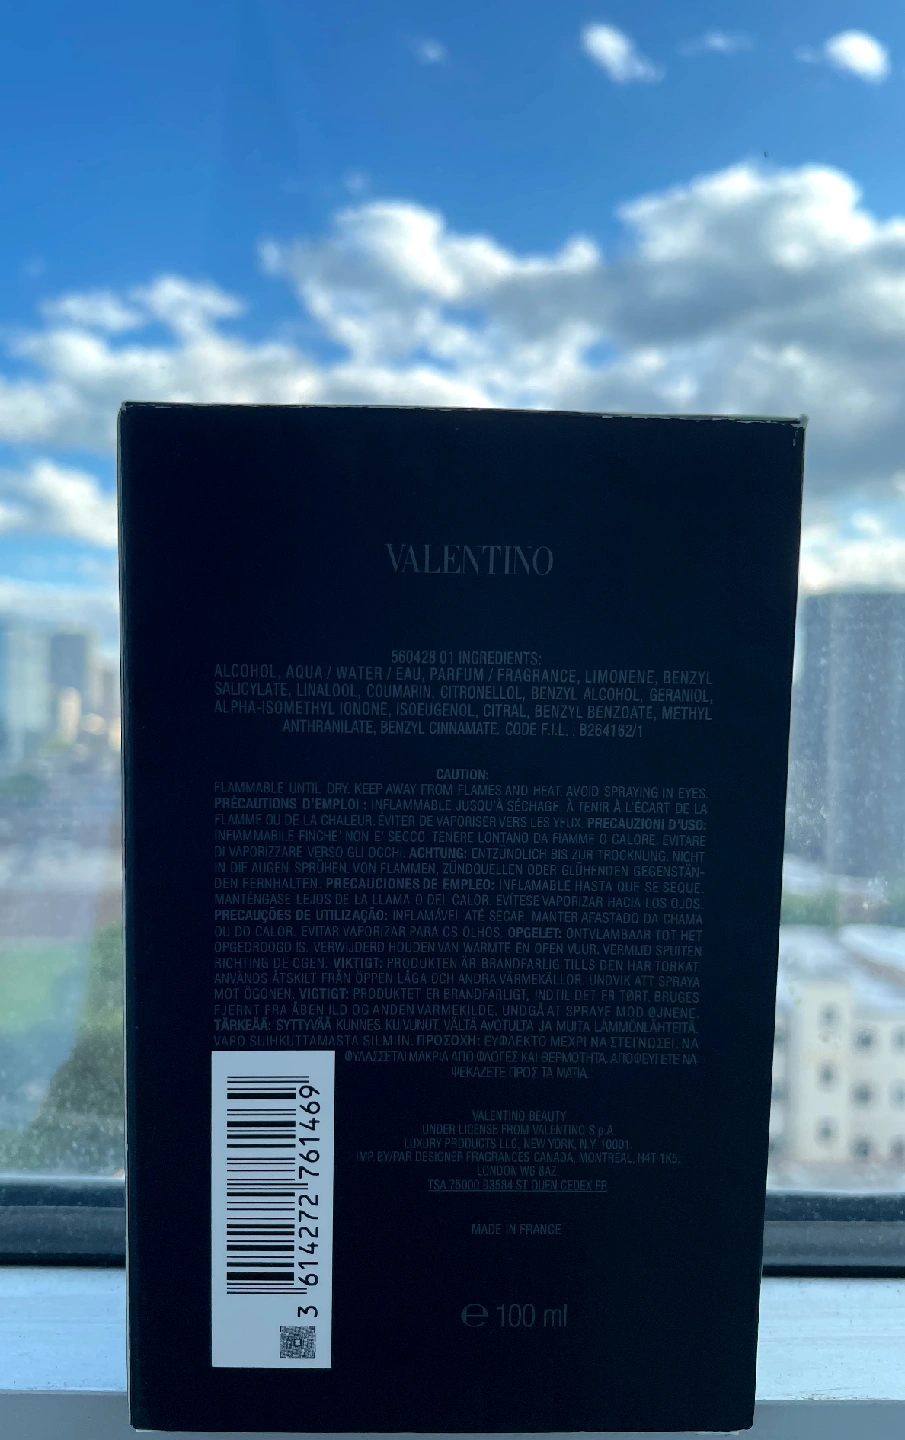 VALENTINO
560428 01 INGREDIENTS:
ALCOHOL, AQUA / WATER / EAU, PARFUM / FRAGRANCE, LIMONENE, BENZYL
SALICYLATE, LINALOOL, COUMARIN, CITRONELLOL, BENZYL ALCOHOL, GERANIOL,
ALPHA-ISOMETHYL IONONE, ISOEUGENOL, CITRAL, BENZYL BENZOATE, METHYL
ANTHRANILATE, BENZYL CINNAMATE. CODE F.I.L.. B264162/1
CAUTION:
FLAMMABLE UNTIL DRY. KEEP AWAY FROM FLAMES AND HEAT. AVOID SPRAYING IN EYES.
PRÉCAUTIONS D'EMPLOI : INFLAMMABLE JUSQU'À SÉCHAGE. À TENIR À L'ÉCART DE LA
FLAMME OU DE LA CHALEUR. ÉVITER DE VAPORISER VERS LES YEUX. PRECAUZIONI D'USO:
INFIAMMABILE FINCHE' NON E' SECCO. TENERE LONTANO DA FIAMME O CALORE. EVITARE
DI VAPORIZZARE VERSO GLI OCCHI. ACHTUNG: ENTZÜNDLICH BIS ZUR TROCKNUNG. NICHT
IN DIE AUGEN SPRÜHEN. VON FLAMMEN, ZÜNDQUELLEN ODER GLÜHENDEN GEGENSTÄN-
DEN FERNHALTEN. PRECAUCIONES DE EMPLEO: INFLAMABLE HASTA QUE SE SEQUE.
MANTÉNGASE LEJOS DE LA LLAMA O DEL CALOR. EVÍTESE VAPORIZAR HACIA LOS OJOS.
PRECAUÇÕES DE UTILIZAÇÃO: INFLAMÁVEL ATÉ SECAR. MANTER AFASTADO DA CHAMA
OU DO CALOR. EVITAR VAPORIZAR PARA OS OLHOS. OPGELET: ONTVLAMBAAR TOT HET
OPGEDROOGD IS. VERWIJDERD HOUDEN VAN WARMTE EN OPEN VUUR. VERMIJD SPUITEN
RICHTING DE OGEN. VIKTIGT: PRODUKTEN ÄR BRANDFARLIG TILLS DEN HAR TORKAT.
ANVÄNDS ÅTSKILT FRÅN ÖPPEN LÅGA OCH ANDRA VÄRMEKÄLLOR. UNDVIK ATT SPRAYA
MOT ÖGONEN. VIGTIGT: PRODUKTET ER BRANDFARLIGT, INDTIL DET ER TØRT. BRUGES
FJERNT FRA ÅBEN ILD OG ANDEN VARMEKILDE. UNDGÅ AT SPRAYE MOD ØJNENE.
TÄRKEÄÄ: SYTTYVÄÄ KUNNES KUIVUNUT. VÄLTÄ AVOTULTA JA MUITA LÄMMÖNLÄHTEITÄ.
VARO SUIHKUTTAMASTA SILMIIN. ΠΡΟΣΟΧΗ: ΕΥΦΛΕΚΤΟ ΜΕΧΡΙ ΝΑ ΣΤΕΓΝΩΣΕΙ. ΝΑ
ΦΥΛΑΣΣΕΤΑΙ ΜΑΚΡΙΑ ΑΠΟ ΦΛΟΓΕΣ ΚΑΙ ΘΕΡΜΟΤΗΤΑ. ΑΠΟΦΕΥΓΕΤΕ ΝΑ
ΨΕΚΑΖΕΤΕ ΠΡΟΣ ΤΑ ΜΑΤΙΑ.
VALENTINO BEAUTY
UNDER LICENSE FROM VALENTINO S.p.A.
LUXURY PRODUCTS LLC, NEW YORK, N.Y. 10001.
IMP. BY/PAR DESIGNER FRAGRANCES CANADA, MONTREAL, H4T 1K5.
LONDON W6 8AZ
TSA 75000 93584 ST OUEN CEDEX FR
MADE IN FRANCE
℮ 100 ml
3 614272 761469